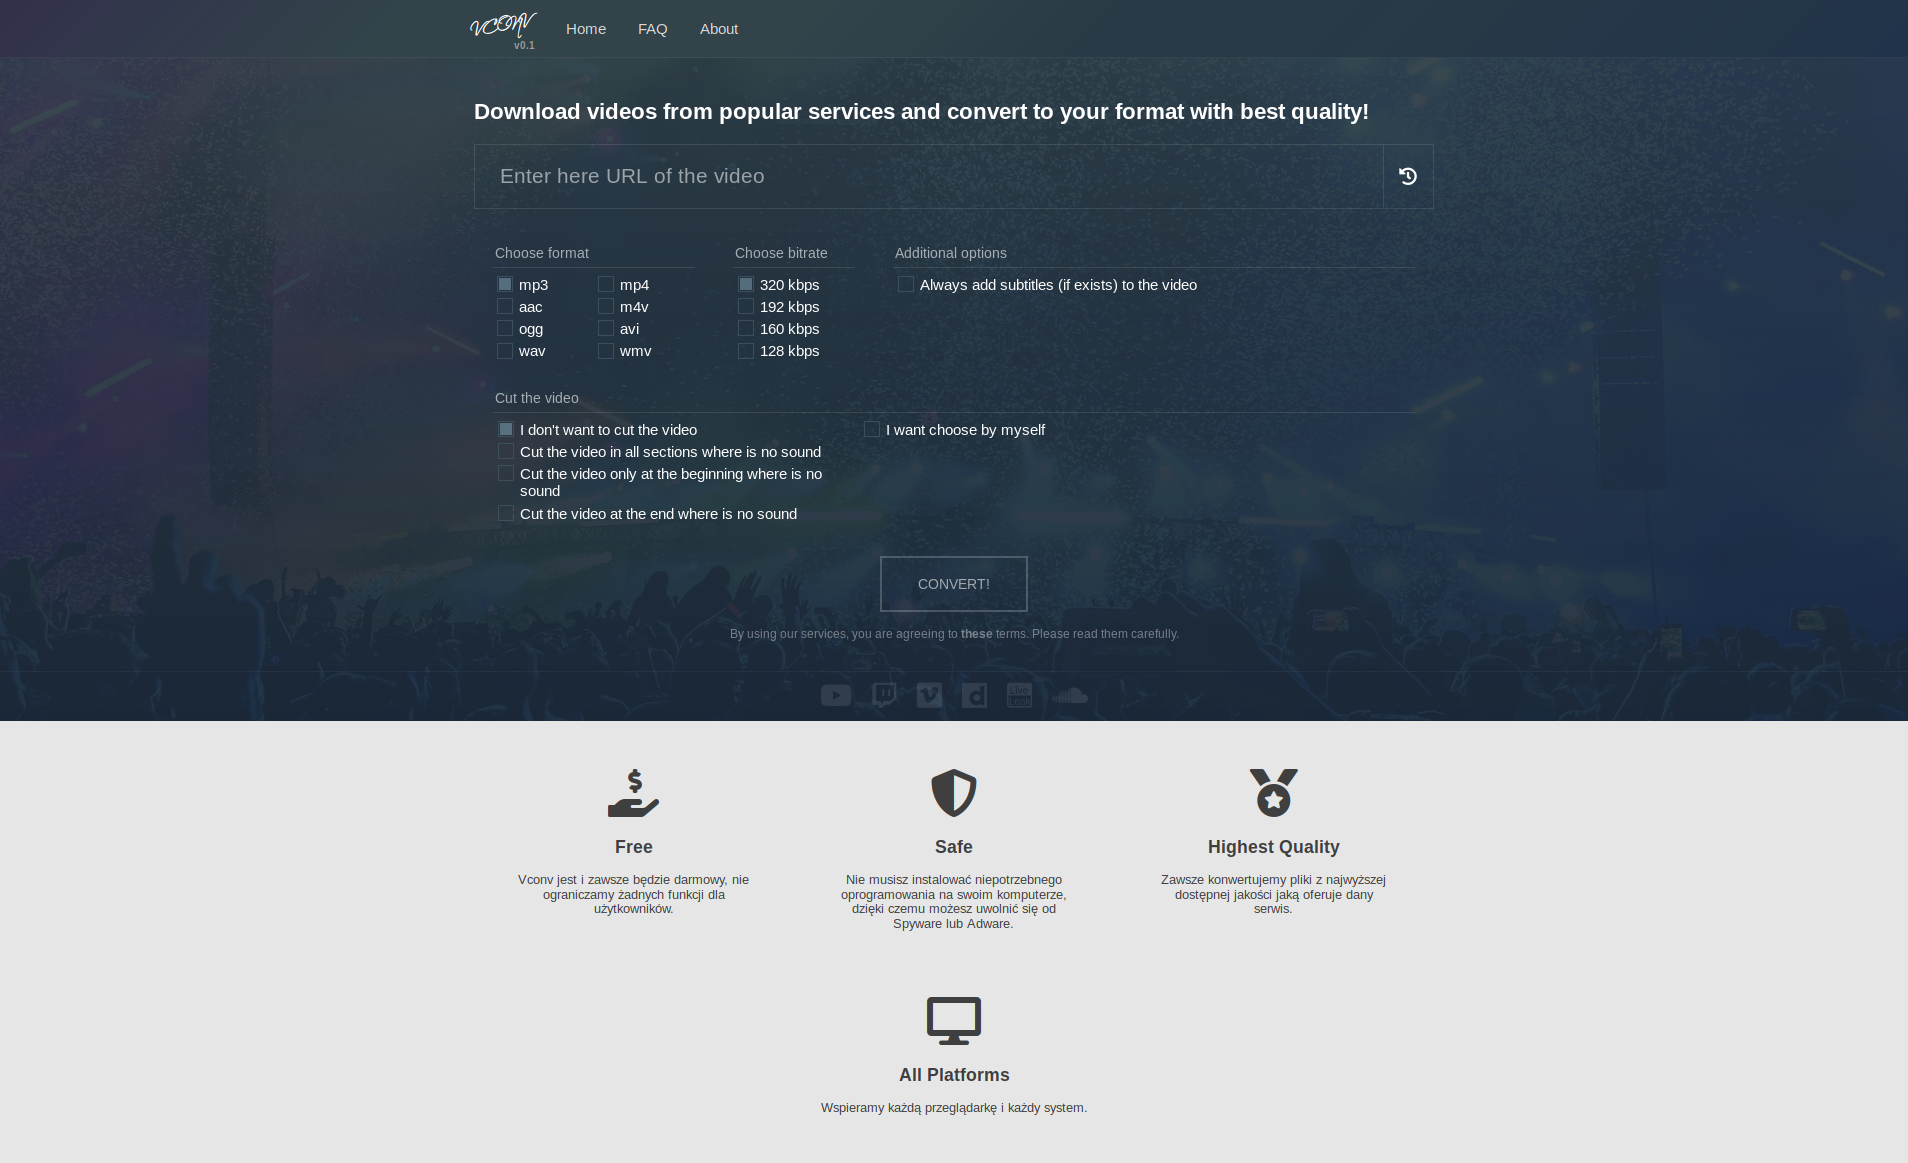 VCONV
v0.1
Home
FAQ
About
Download videos from popular services and convert to your format with best quality!
Enter here URL of the video
Choose format
Choose bitrate
Additional options
mp3
mp4
320 kbps
Always add subtitles (if exists) to the video
aac
m4v
192 kbps
ogg
avi
160 kbps
wav
wmv
128 kbps
Cut the video
I don't want to cut the video
I want choose by myself
Cut the video in all sections where is no sound
Cut the video only at the beginning where is no
sound
Cut the video at the end where is no sound
CONVERT!
By using our services, you are agreeing to these terms. Please read them carefully.
Live
Leak
Free
Vconv jest i zawsze będzie darmowy, nie
ograniczamy żadnych funkcji dla
użytkowników.
Safe
Nie musisz instalować niepotrzebnego
oprogramowania na swoim komputerze,
dzięki czemu możesz uwolnić się od
Spyware lub Adware.
Highest Quality
Zawsze konwertujemy pliki z najwyższej
dostępnej jakości jaką oferuje dany
serwis.
All Platforms
Wspieramy każdą przeglądarkę i każdy system.